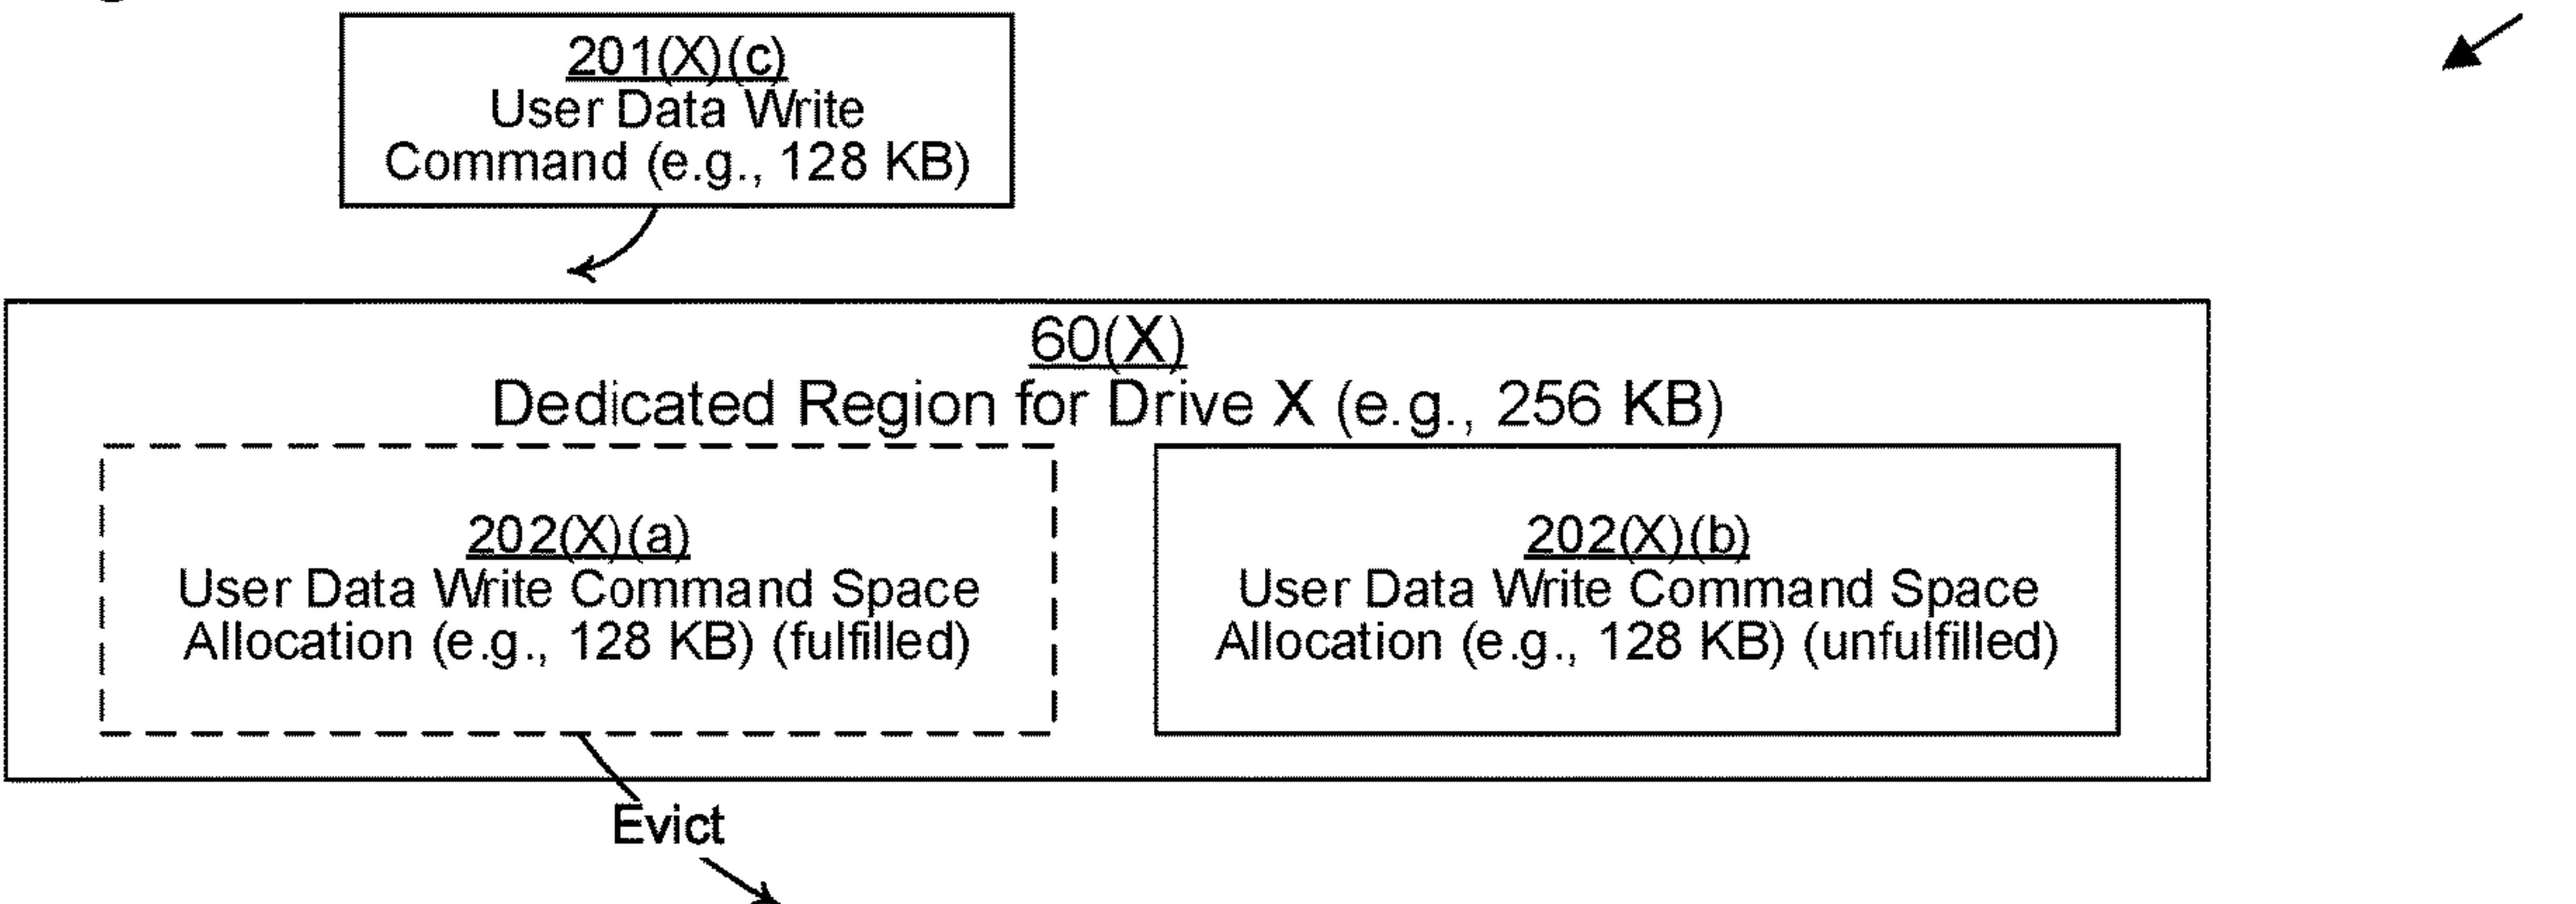 201(X)(c)
User Data Write
Command (e.g., 128 KB)
60(X)
Dedicated Region for Drive X (e.g., 256 KB)
202(X)(a)
User Data Write Command Space
Allocation (e.g., 128 KB) (fulfilled)
202(X)(b)
User Data Write Command Space
Allocation (e.g., 128 KB) (unfulfilled)
Evict